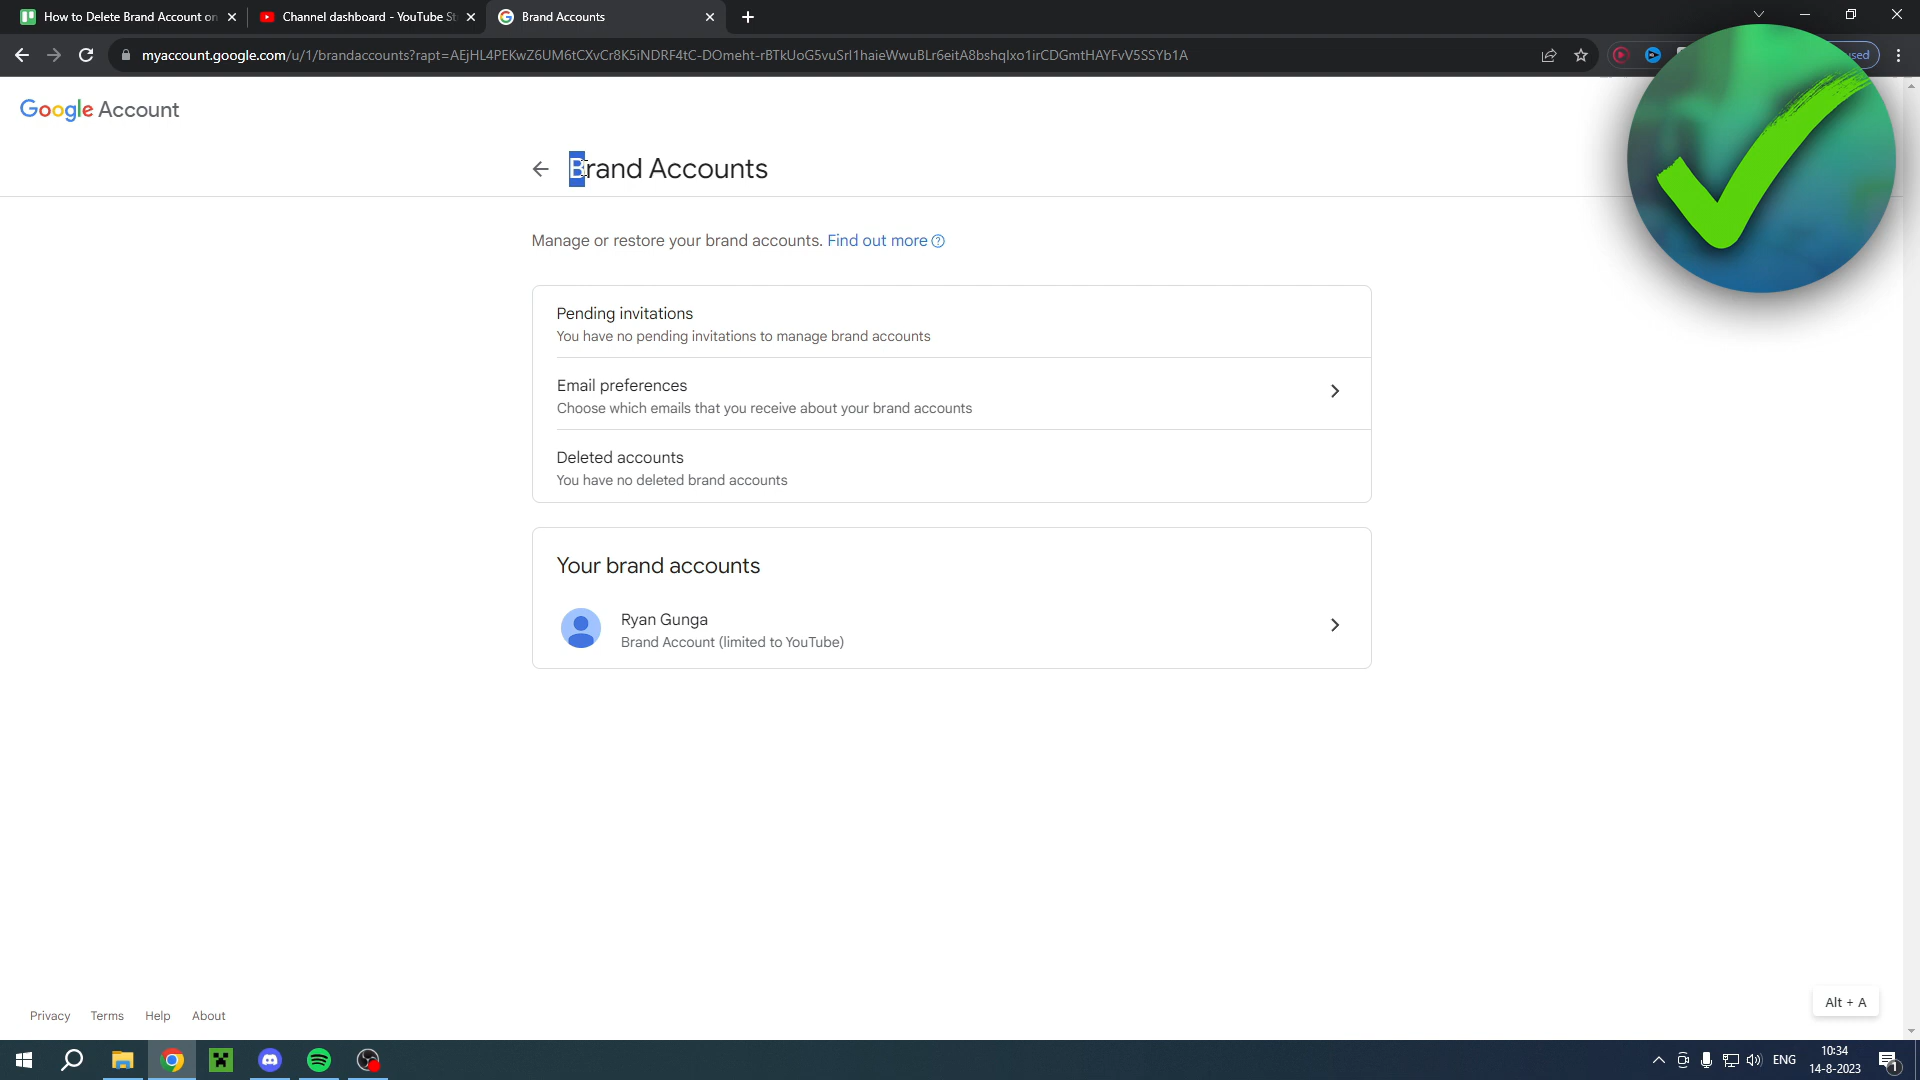 How to Delete Brand Account on
Channel dashboard - YouTube St
Brand Accounts
myaccount.google.com/u/1/brandaccounts?rapt=AEjHL4PEKwZ6UM6tCXvCr8K5iNDRF4tC-DOmeht-rBTkUoG5vuSrI1haieWwuBLr6eitA8bshqIxo1irCDGmtHAYFvV5SSYb1A
Google Account
Brand Accounts
Manage or restore your brand accounts. Find out more
Pending invitations
You have no pending invitations to manage brand accounts
Email preferences
Choose which emails that you receive about your brand accounts
Deleted accounts
You have no deleted brand accounts
Your brand accounts
Ryan Gunga
Brand Account (limited to YouTube)
Alt + A
Privacy Terms Help About
ENG
10:34
14-8-2023
1